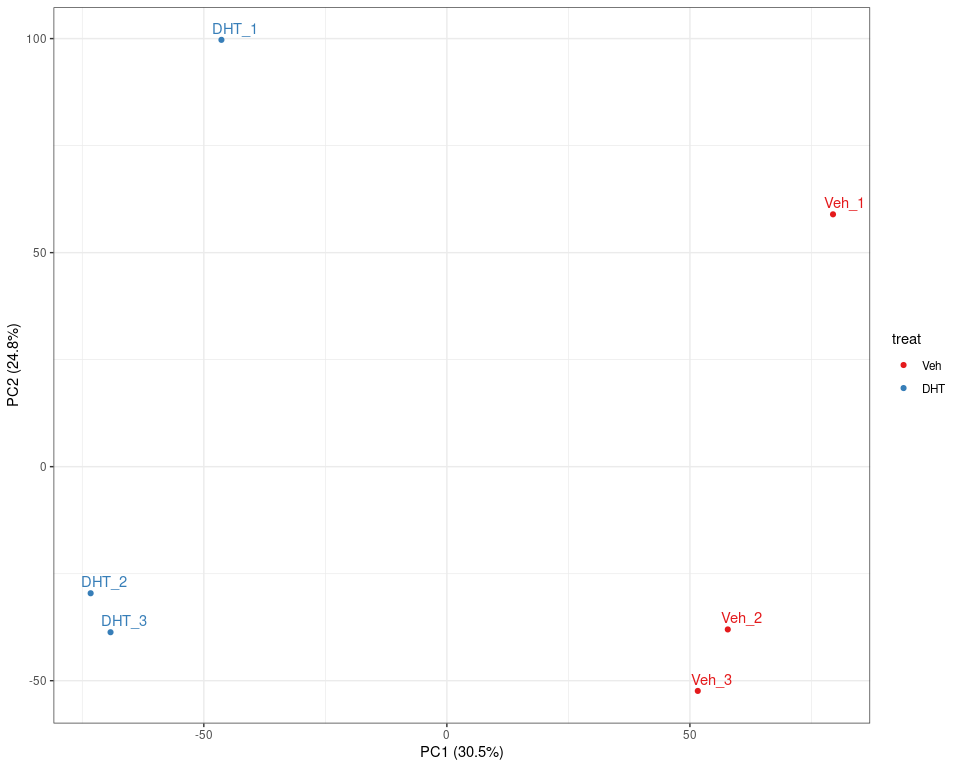 DHT_1
100
Veh_1
50
PC2 (24.8%)
treat
Veh
DHT
0
DHT_2
DHT_3
Veh_2
Veh_3
-50
-50
0
50
PC1 (30.5%)